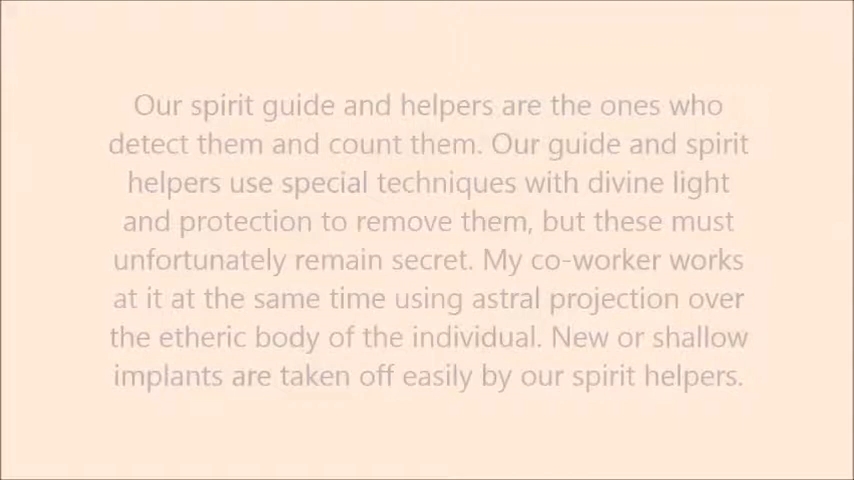 Our spirit guide and helpers are the ones who
detect them and count them. Our guide and spirit
helpers use special techniques with divine light
and protection to remove them, but these must
unfortunately remain secret. My co-worker works
at it at the same time using astral projection over
the etheric body of the individual. New or shallow
implants are taken off easily by our spirit helpers.